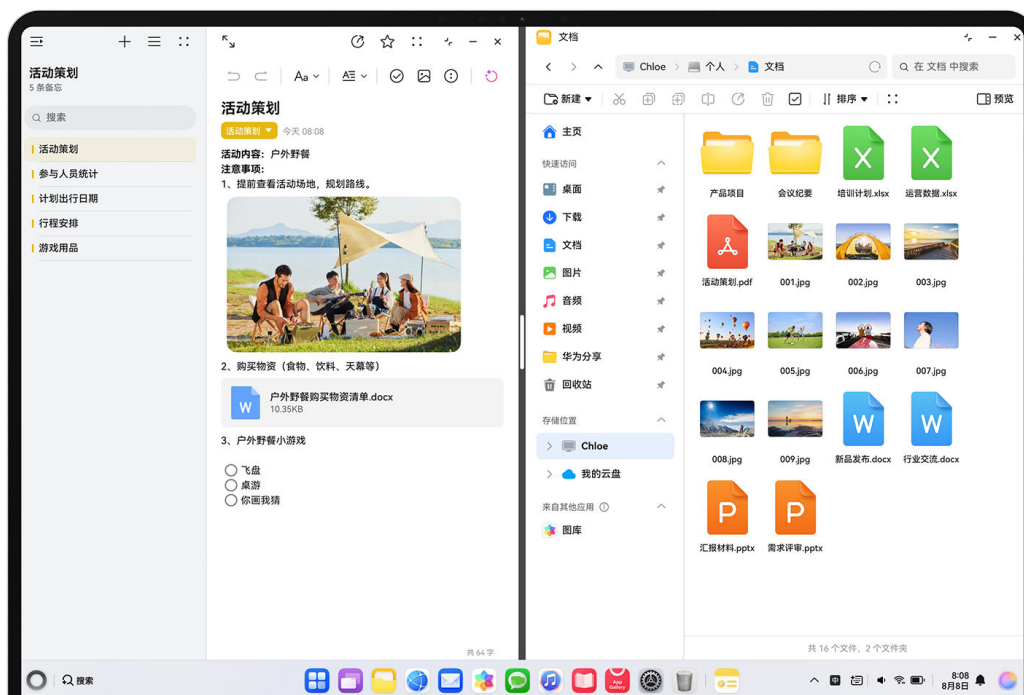 活动策划
5 条备忘
搜索
活动策划
参与人员统计
计划出行日期
行程安排
游戏用品
Aa
活动策划
活动策划 今天 08:08
活动内容：户外野餐
注意事项：
1、提前查看活动场地，规划路线。
2、购买物资（食物、饮料、天幕等）
W
户外野餐购买物资清单.docx
10.35KB
3、户外野餐小游戏
飞盘
桌游
你画我猜
共 64 字
文档
Chloe 个人 文档 在 文档 中搜索
新建 排序 预览
主页
快速访问
桌面
下载
文档
图片
音频
视频
华为分享
回收站
存储位置
Chloe
我的云盘
来自其他应用
图库
X X
产品项目 会议纪要 培训计划.xlsx 运营数据.xlsx
活动策划.pdf 001.jpg 002.jpg 003.jpg
004.jpg 005.jpg 006.jpg 007.jpg
W W
008.jpg 009.jpg 新品发布.docx 行业交流.docx
P P
汇报材料.pptx 需求评审.pptx
共 16 个文件，2 个文件夹
搜索
App Gallery
中
8:08
8月8日